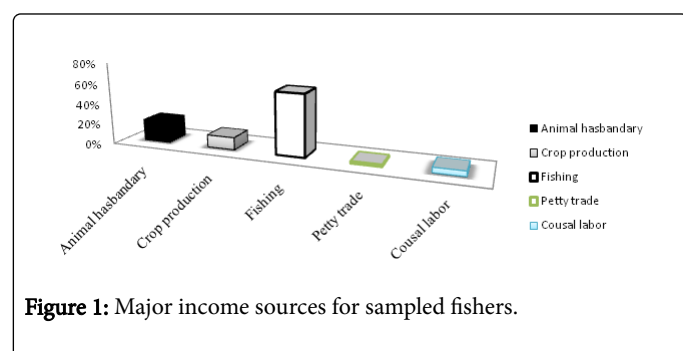 80%
60%
40%
20%
0%
Animal hasbandary
Crop production
Fishing
Petty trade
Cousal labor
Animal hasbandary
Crop production
Fishing
Petty trade
Cousal labor
Figure 1: Major income sources for sampled fishers.